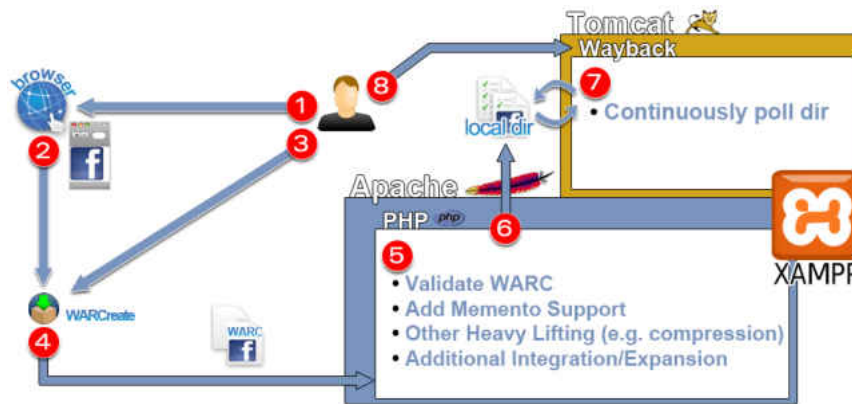 Tomcat
Wayback
browser
1
8
7
Continuously poll dir
local dir
2
3
f
Apache
PHP php
6
5
• Validate WARC
• Add Memento Support
• Other Heavy Lifting (e.g. compression)
• Additional Integration/Expansion
XAMPP
WARCreate
WARC
f
4